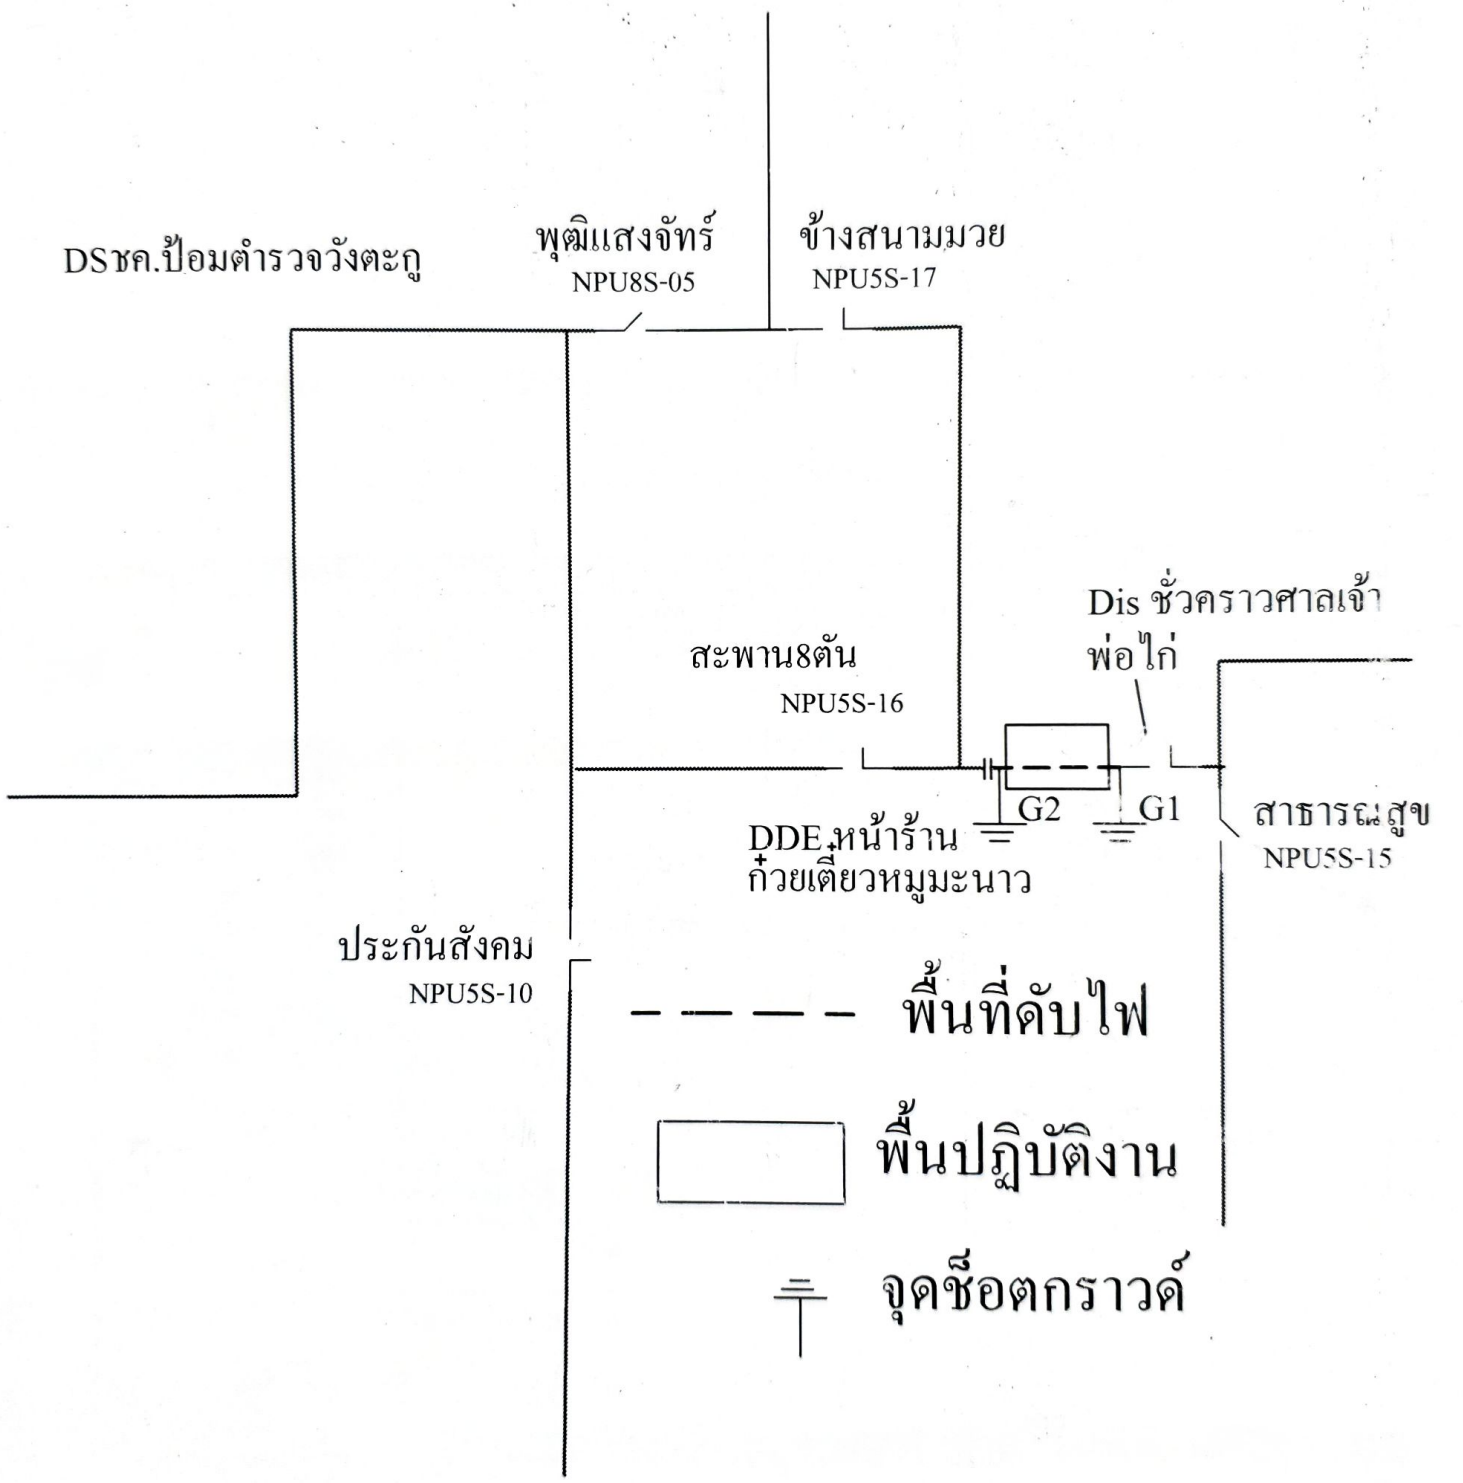 พุฒิแสงจัทร์
NPU8S-05
ข้างสนามมวย
NPU5S-17
DSชค.ป้อมตำรวจวังตะกู
Dis ชั่วคราวศาลเจ้า
พ่อไก่
สะพาน8ตัน
NPU5S-16
G2
G1
สาธารณสุข
NPU5S-15
DDE หน้าร้าน
ก๋วยเตี๋ยวหมูมะนาว
ประกันสังคม
NPU5S-10
พื้นที่ดับไฟ
พื้นปฏิบัติงาน
จุดช็อตกราวด์